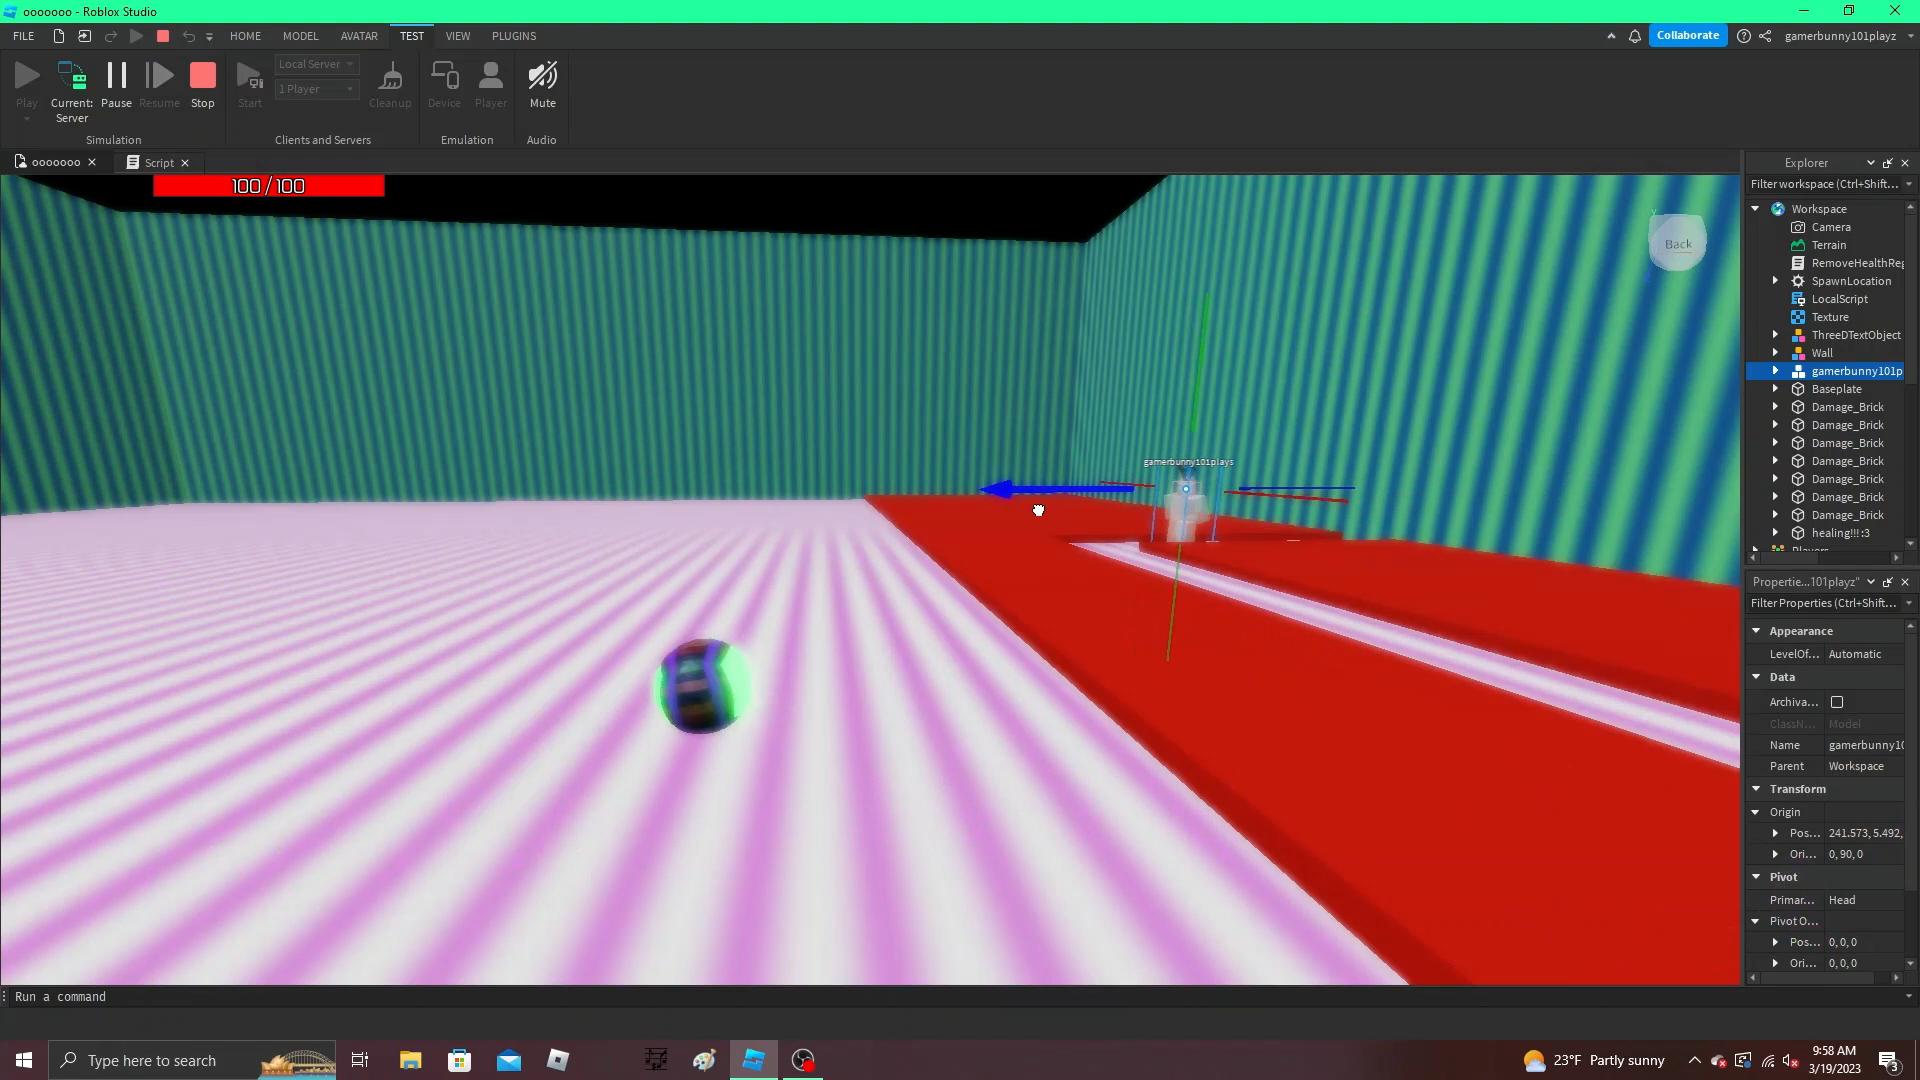 ooooooo - Roblox Studio
FILE HOME MODEL AVATAR TEST VIEW PLUGINS Collaborate gamerbunny101playz
Play Current: Server Pause Resume Stop Start Local Server 1 Player Cleanup Device Player Mute
Simulation Clients and Servers Emulation Audio
ooooooo Script
100 / 100
Back
gamerbunny101plays
Explorer
Filter workspace (Ctrl+Shift...
Workspace
Camera
Terrain
RemoveHealthReg
SpawnLocation
LocalScript
Texture
ThreeDTextObject
Wall
gamerbunny101p
Baseplate
Damage_Brick
Damage_Brick
Damage_Brick
Damage_Brick
Damage_Brick
Damage_Brick
Damage_Brick
healing!!! :3
Players
Propertie...101playz"
Filter Properties (Ctrl+Shift...
Appearance
LevelOf... Automatic
Data
Archiva...
ClassN... Model
Name gamerbunny10
Parent Workspace
Transform
Origin
Pos... 241.573, 5.492,
Ori... 0, 90, 0
Pivot
Primar... Head
Pivot O...
Pos... 0, 0, 0
Ori... 0, 0, 0
Run a command
Type here to search
23°F Partly sunny
9:58 AM
3/19/2023
3